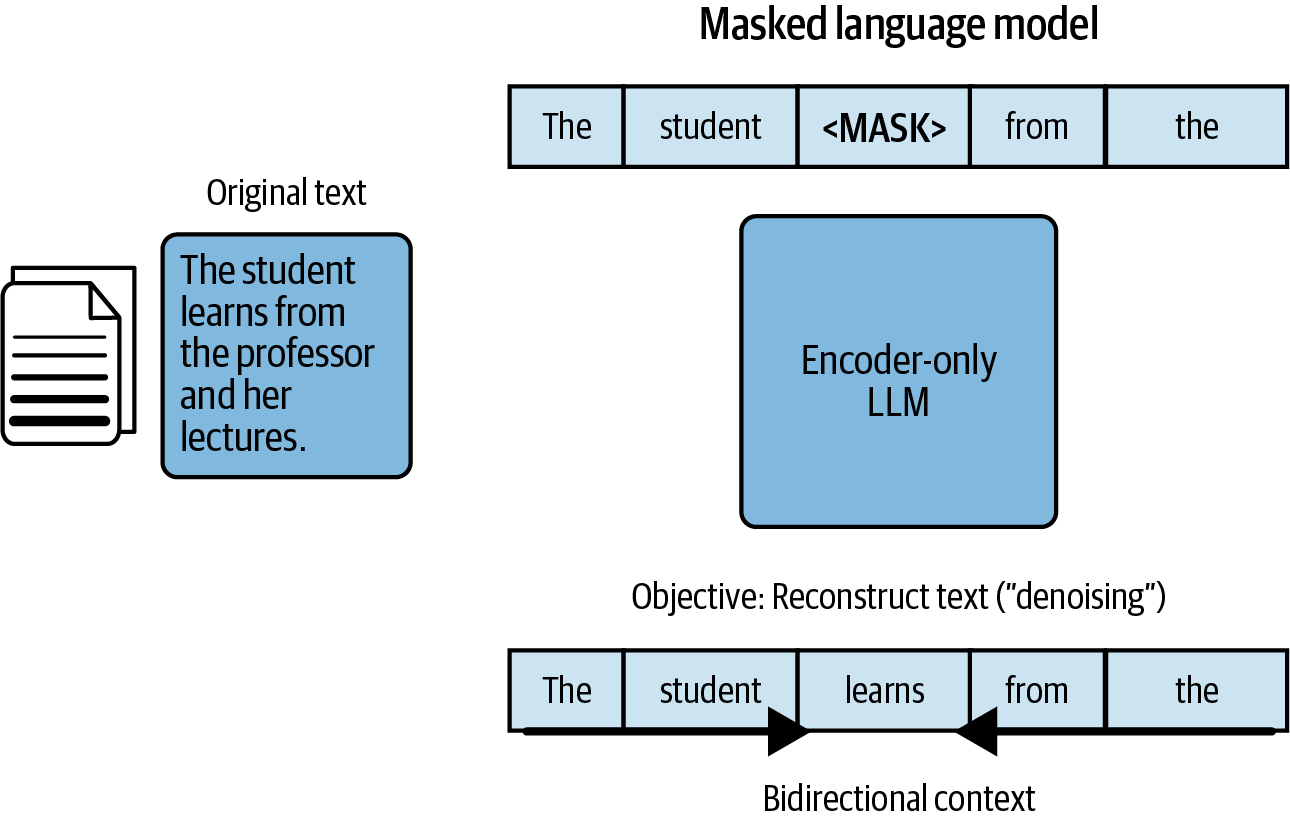 Masked language model
The student <MASK> from the
Original text
The student
learns from
the professor
and her
lectures.
Encoder-only
LLM
Objective: Reconstruct text ("denoising")
The student learns from the
Bidirectional context